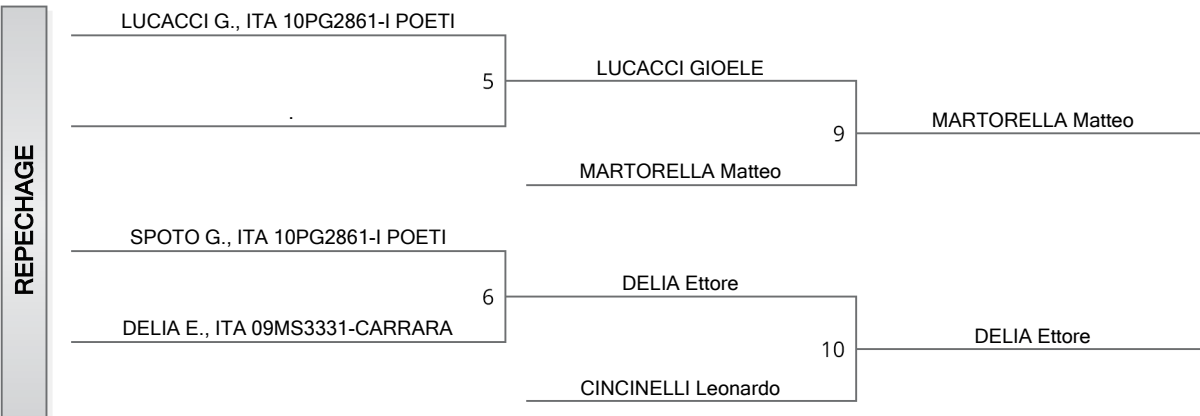 REPECHAGE
LUCACCI G., ITA 10PG2861-I POETI
5
.
LUCACCI GIOELE
9
MARTORELLA Matteo
MARTORELLA Matteo
SPOTO G., ITA 10PG2861-I POETI
6
DELIA E., ITA 09MS3331-CARRARA
DELIA Ettore
10
CINCINELLI Leonardo
DELIA Ettore